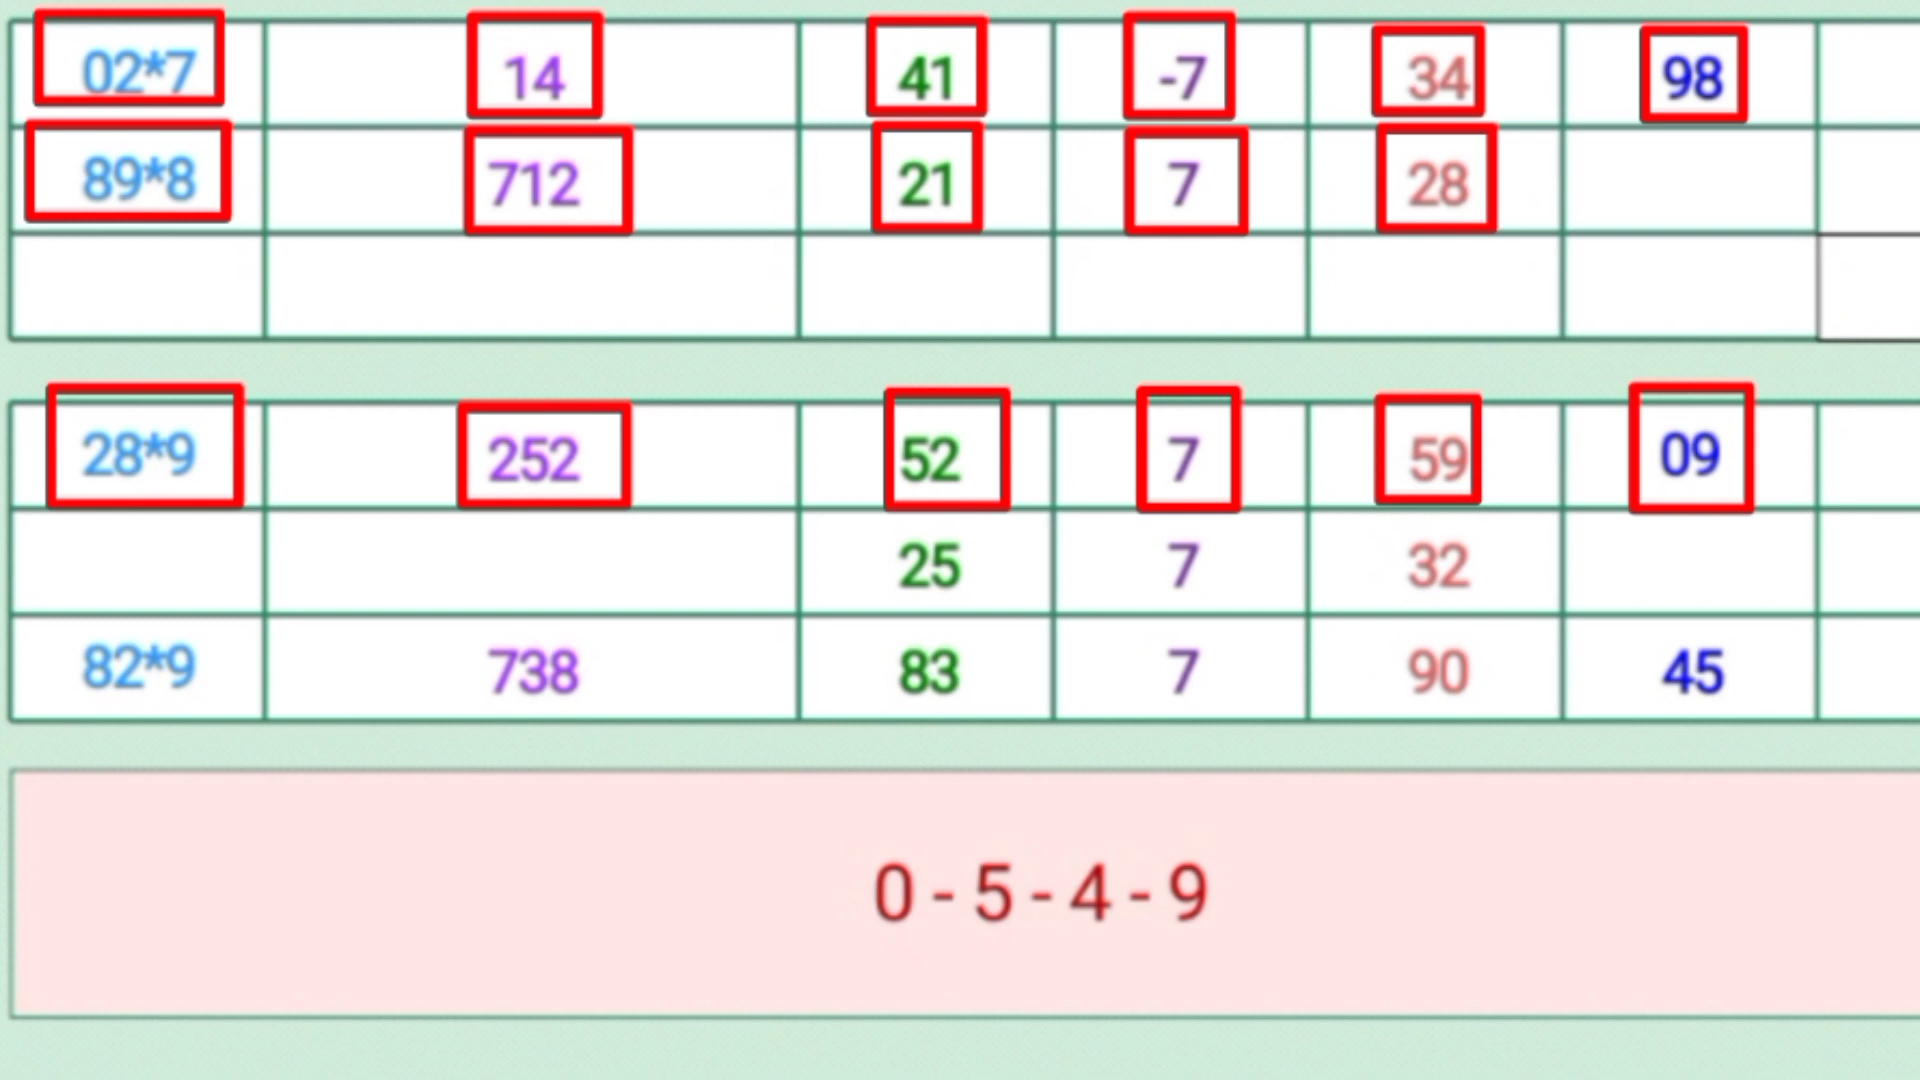 02*7 14 41 -7 34 98
89*8 712 21 7 28
28*9 252 52 7 59 09
25 7 32
82*9 738 83 7 90 45
0 - 5 - 4 - 9